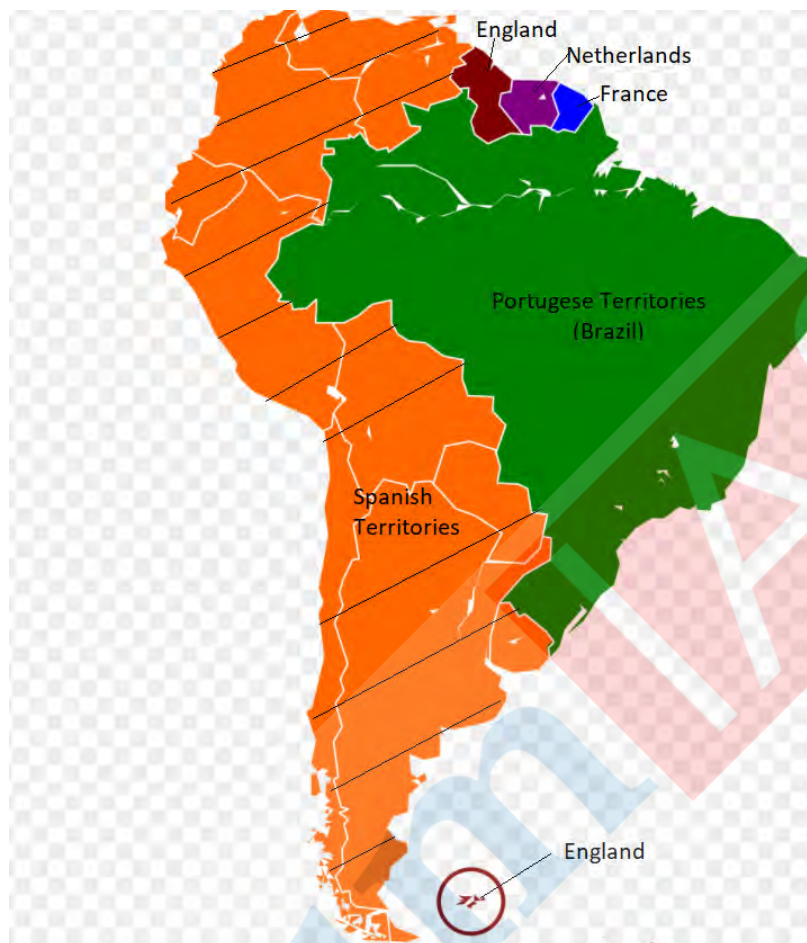 England
Netherlands
France
Portugese Territories
(Brazil)
Spanish
Territories
England